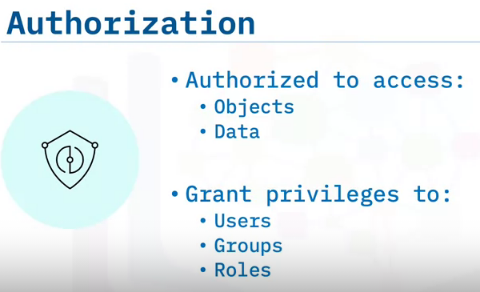 Authorization
• Authorized to access:
• Objects
• Data
• Grant privileges to:
• Users
• Groups
• Roles